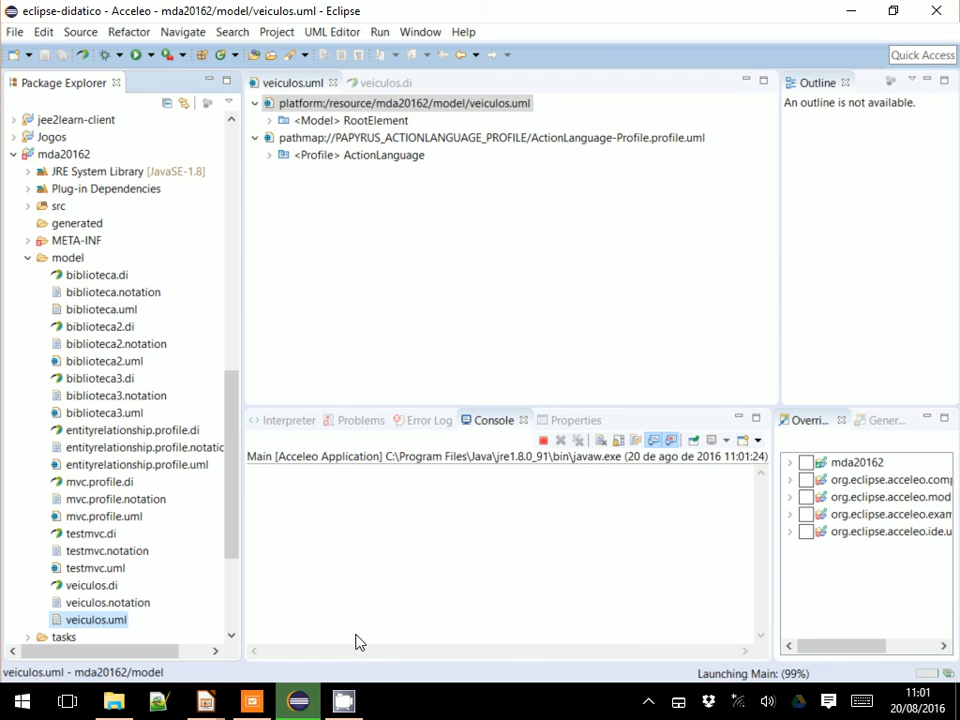 eclipse-didatico - Acceleo - mda20162/model/veiculos.uml - Eclipse
File Edit Source Refactor Navigate Search Project UML Editor Run Window Help
Quick Access
Package Explorer
jee2learn-client
Jogos
mda20162
JRE System Library [JavaSE-1.8]
Plug-in Dependencies
src
generated
META-INF
model
biblioteca.di
biblioteca.notation
biblioteca.uml
biblioteca2.di
biblioteca2.notation
biblioteca2.uml
biblioteca3.di
biblioteca3.notation
biblioteca3.uml
entityrelationship.profile.di
entityrelationship.profile.notatic
entityrelationship.profile.uml
mvc.profile.di
mvc.profile.notation
mvc.profile.uml
testmvc.di
testmvc.notation
testmvc.uml
veiculos.di
veiculos.notation
veiculos.uml
tasks
veiculos.uml veiculos.di
platform:/resource/mda20162/model/veiculos.uml
<Model> RootElement
pathmap://PAPYRUS_ACTIONLANGUAGE_PROFILE/ActionLanguage-Profile.profile.uml
<Profile> ActionLanguage
Outline
An outline is not available.
Interpreter Problems Error Log Console Properties
Main [Acceleo Application] C:\Program Files\Java\jre1.8.0_91\bin\javaw.exe (20 de ago de 2016 11:01:24)
Overri... Gener...
mda20162
org.eclipse.acceleo.comp
org.eclipse.acceleo.mod
org.eclipse.acceleo.exam
org.eclipse.acceleo.ide.u
veiculos.uml - mda20162/model
Launching Main: (99%)
11:01
20/08/2016